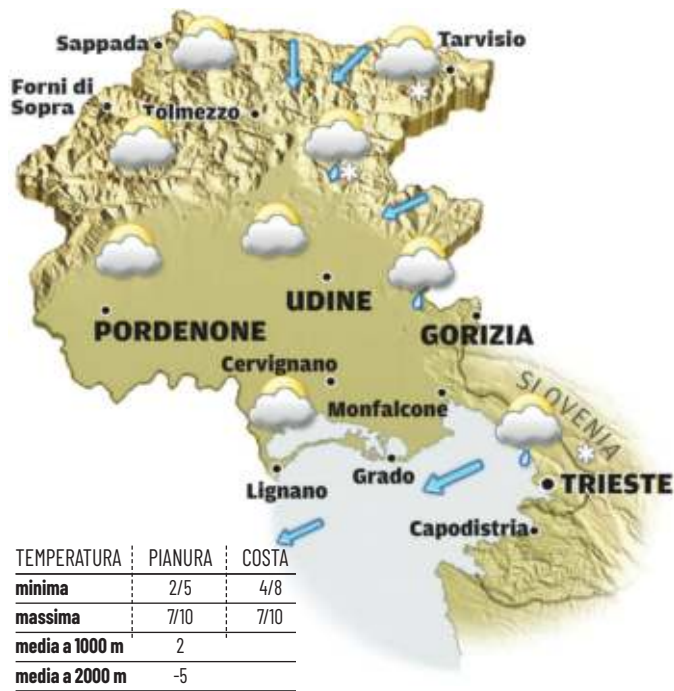 Sappada
Tarvisio
Forni di
Sopra
Tolmezzo
UDINE
PORDENONE
GORIZIA
Cervignano
SLOVENIA
Monfalcone
Grado
Lignano
TRIESTE
Capodistria
TEMPERATURA PIANURA COSTA
minima 2/5 4/8
massima 7/10 7/10
media a 1000 m 2
media a 2000 m -5